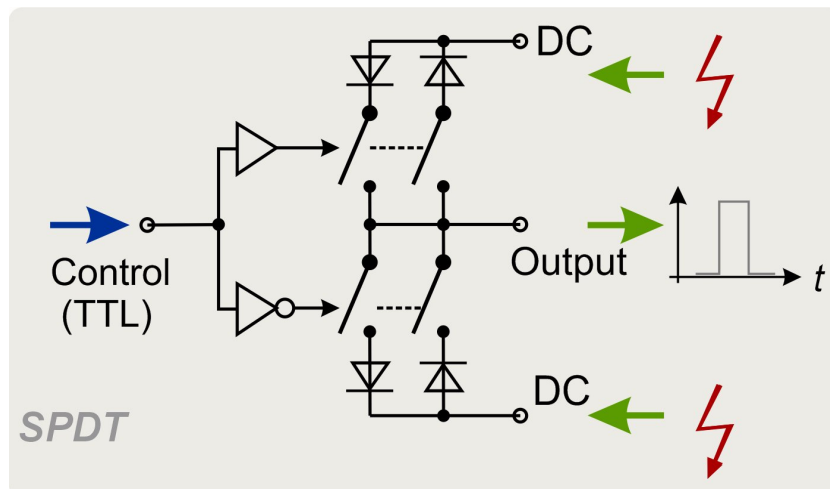 DC
Control
(TTL)
Output
t
DC
SPDT